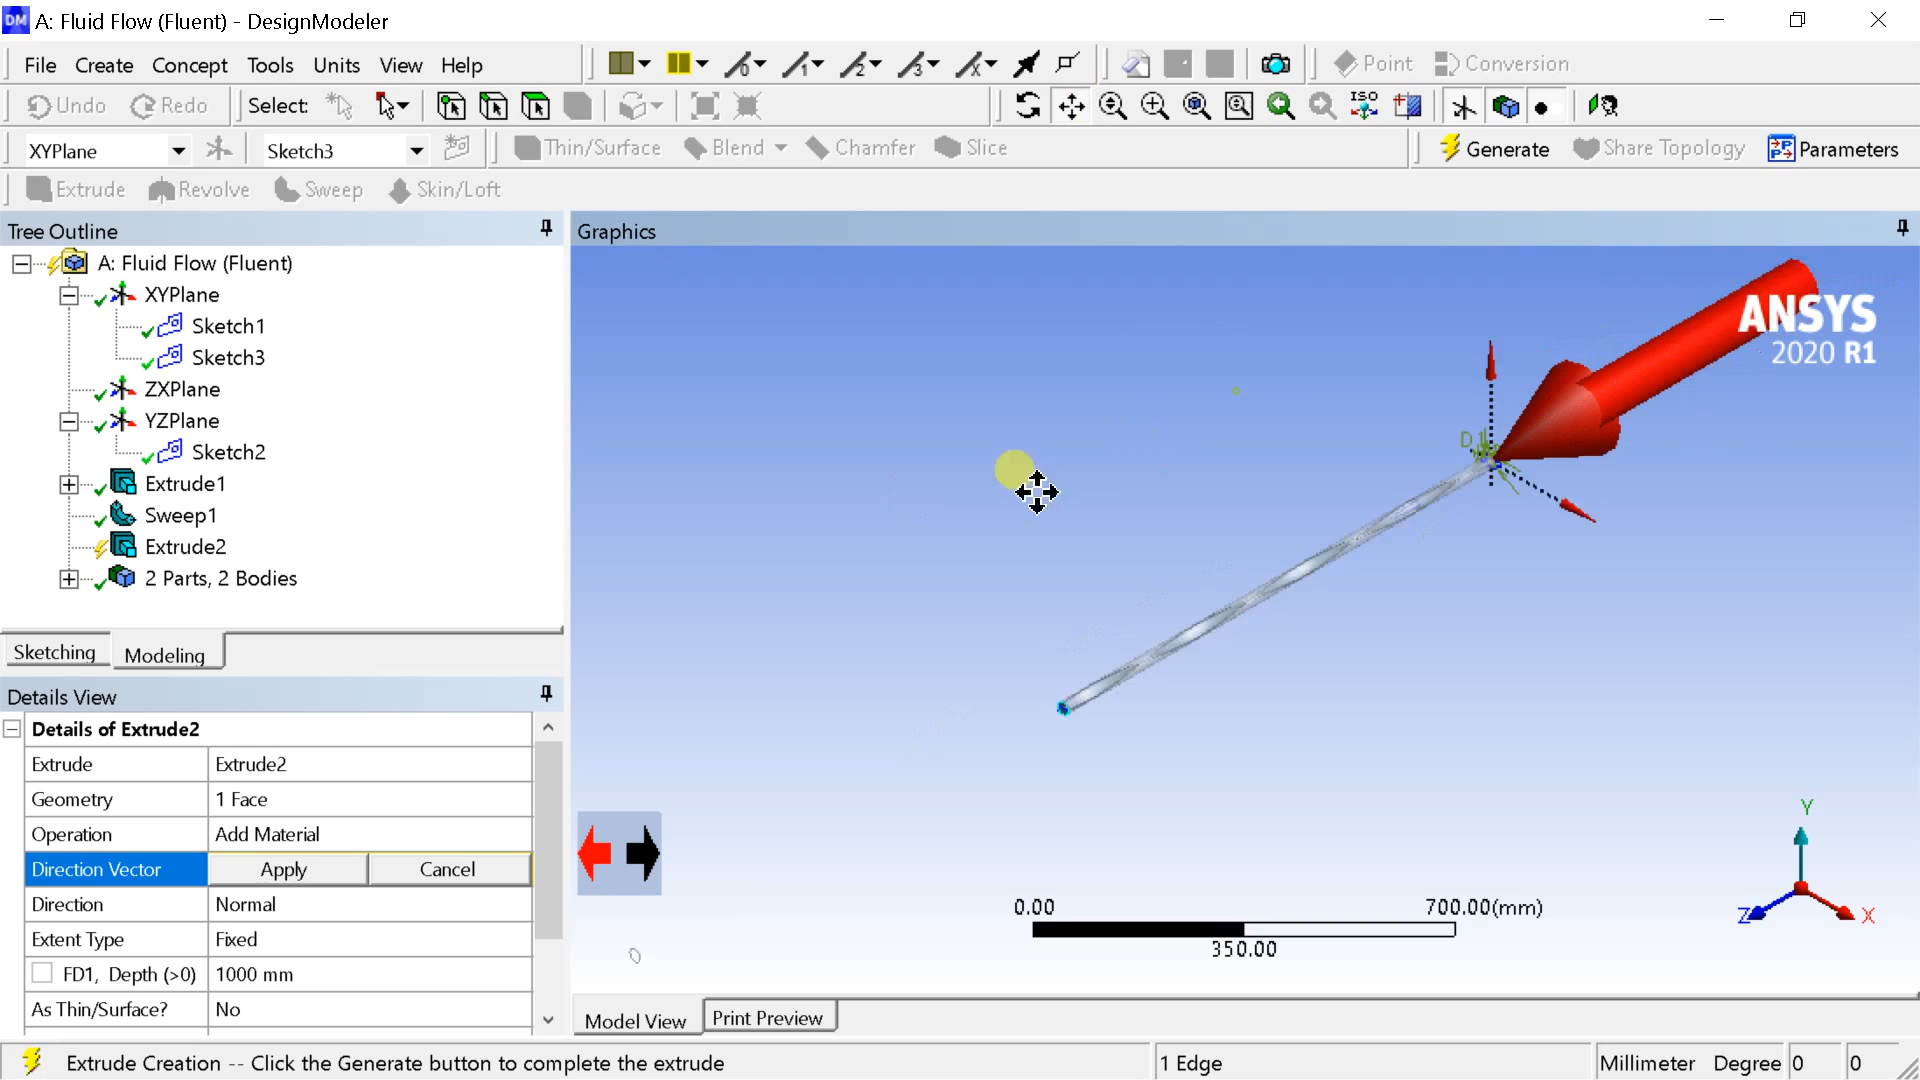 DM A: Fluid Flow (Fluent) - DesignModeler
File Create Concept Tools Units View Help
Point Conversion
Undo Redo Select: ISO
XYPlane Sketch3 Thin/Surface Blend Chamfer Slice Generate Share Topology Parameters
Extrude Revolve Sweep Skin/Loft
Tree Outline
A: Fluid Flow (Fluent)
XYPlane
Sketch1
Sketch3
ZXPlane
YZPlane
Sketch2
Extrude1
Sweep1
Extrude2
2 Parts, 2 Bodies
Sketching Modeling
Details View
Details of Extrude2
Extrude Extrude2
Geometry 1 Face
Operation Add Material
Direction Vector Apply Cancel
Direction Normal
Extent Type Fixed
FD1, Depth (>0) 1000 mm
As Thin/Surface? No
Graphics
ANSYS
2020 R1
0.00 700.00(mm)
350.00
Y
Z X
Model View Print Preview
Extrude Creation -- Click the Generate button to complete the extrude 1 Edge Millimeter Degree 0 0